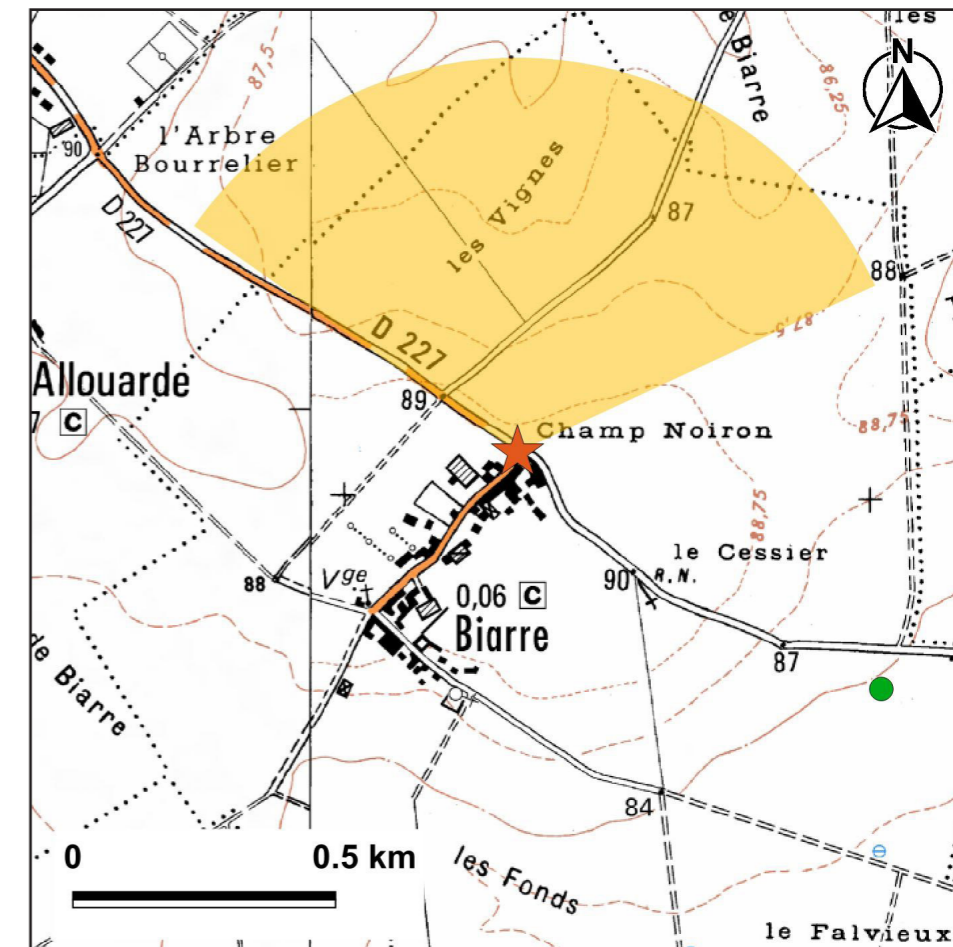 les
N
Biarre
86,25
87,5
l'Arbre
Bourrelier
90
D 227
les Vignes
87
88
87,5
D 227
Allouarde
7 C
89
Champ Noiron
88,75
88,75
le Cessier
R.N.
90
88
Vge
0,06 C
Biarre
87
de Biarre
84
0 0.5 km
les Fonds
le Falvieux